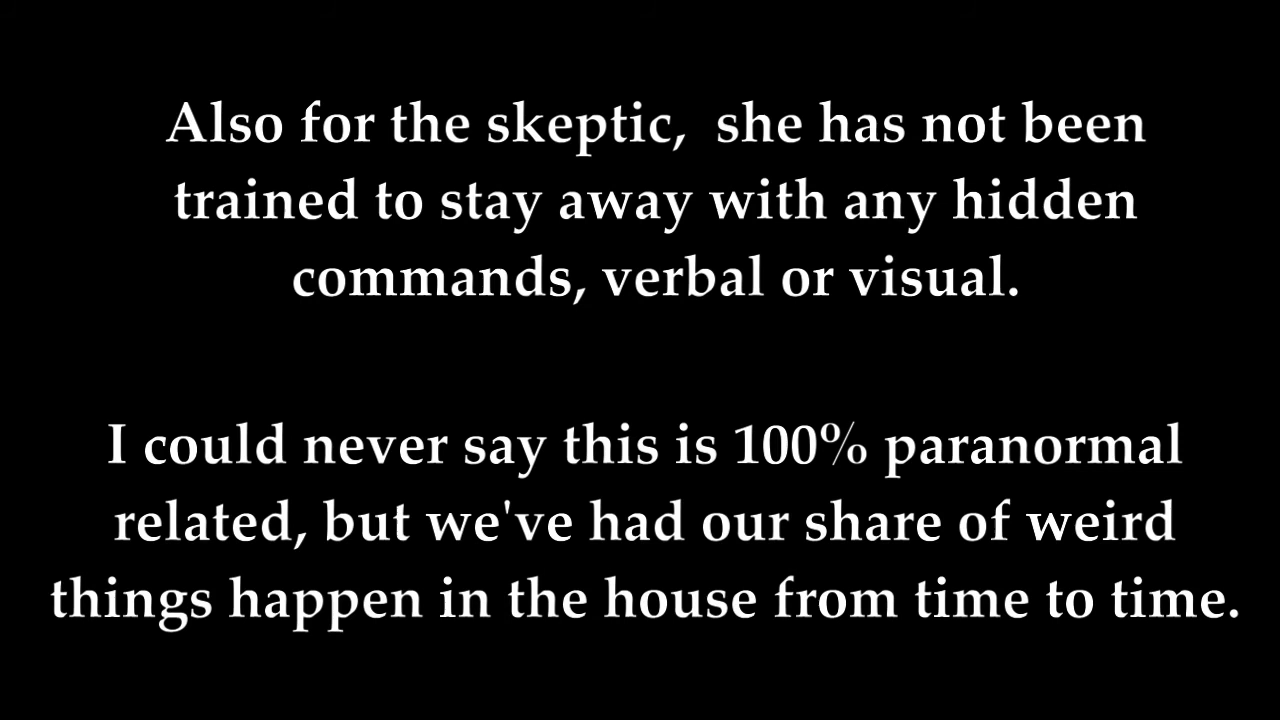 Also for the skeptic,  she has not been
trained to stay away with any hidden
commands, verbal or visual.
I could never say this is 100% paranormal
related, but we've had our share of weird
things happen in the house from time to time.